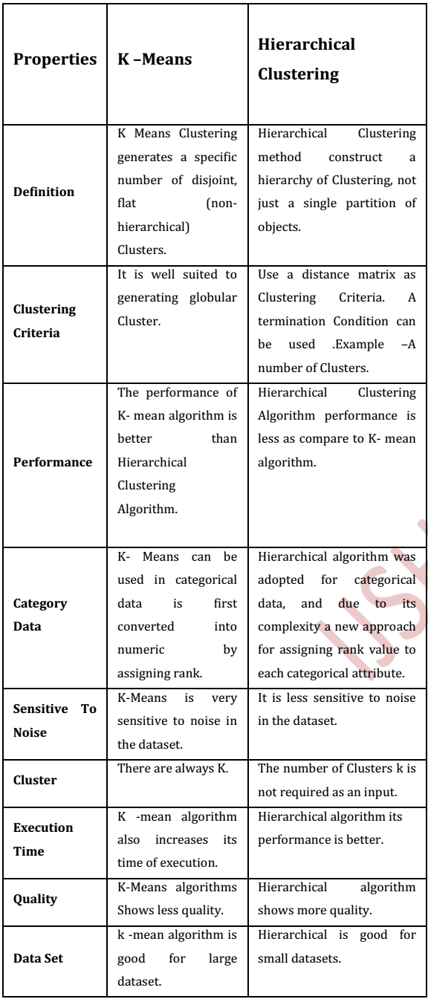 Properties
K –Means
Hierarchical
Clustering
Definition
K Means Clustering
generates a specific
number of disjoint,
flat (non-
hierarchical)
Clusters.
Hierarchical Clustering
method construct a
hierarchy of Clustering, not
just a single partition of
objects.
Clustering
Criteria
It is well suited to
generating globular
Cluster.
Use a distance matrix as
Clustering Criteria. A
termination Condition can
be used .Example –A
number of Clusters.
Performance
The performance of
K- mean algorithm is
better than
Hierarchical
Clustering
Algorithm.
Hierarchical Clustering
Algorithm performance is
less as compare to K- mean
algorithm.
Category
Data
K- Means can be
used in categorical
data is first
converted into
numeric by
assigning rank.
Hierarchical algorithm was
adopted for categorical
data, and due to its
complexity a new approach
for assigning rank value to
each categorical attribute.
Sensitive To
Noise
K-Means is very
sensitive to noise in
the dataset.
It is less sensitive to noise
in the dataset.
Cluster
There are always K.
The number of Clusters k is
not required as an input.
Execution
Time
K -mean algorithm
also increases its
time of execution.
Hierarchical algorithm its
performance is better.
Quality
K-Means algorithms
Shows less quality.
Hierarchical algorithm
shows more quality.
Data Set
k -mean algorithm is
good for large
dataset.
Hierarchical is good for
small datasets.